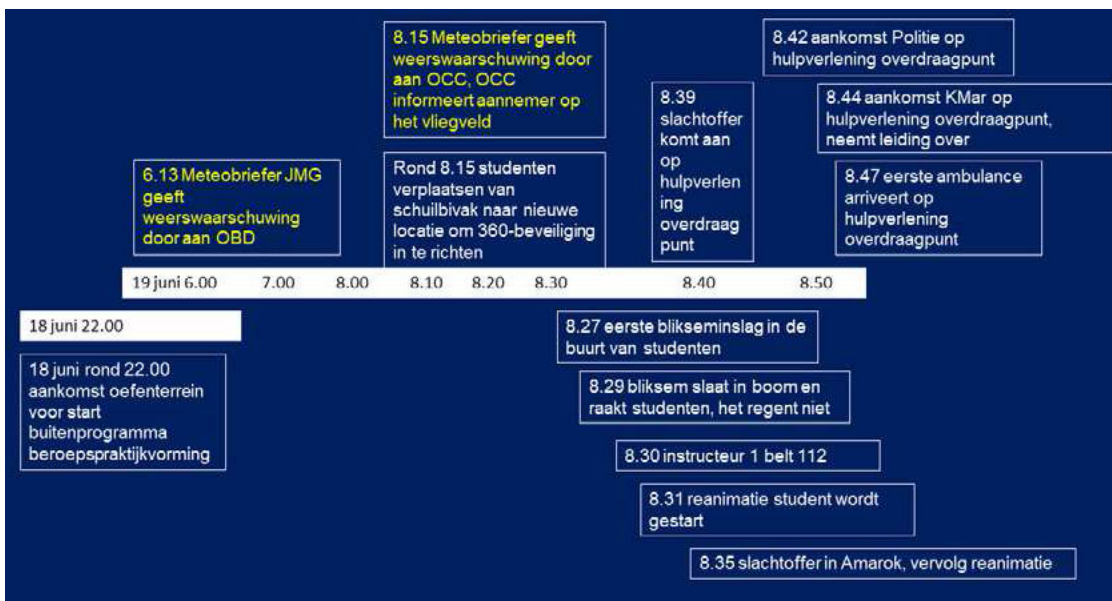 8.15 Meteobriefer geeft
weerswaarschuwing door
aan OCC, OCC
informeert aannemer op
het vliegveld
8.42 aankomst Politie op
hulpverlening overdraagpunt
8.39
slachtoffer
komt aan
op
hulpverlen
ing
overdraag
punt
8.44 aankomst KMar op
hulpverlening overdraagpunt,
neemt leiding over
6.13 Meteobriefer JMG
geeft
weerswaarschuwing
door aan OBD
Rond 8.15 studenten
verplaatsen van
schuilbivak naar nieuwe
locatie om 360-beveiliging
in te richten
8.47 eerste ambulance
arriveert op
hulpverlening
overdraagpunt
19 juni 6.00 7.00 8.00 8.10 8.20 8.30 8.40 8.50
18 juni 22.00
18 juni rond 22.00
aankomst oefenterrein
voor start
buitenprogramma
beroepspraktijkvorming
8.27 eerste blikseminslag in de
buurt van studenten
8.29 bliksem slaat in boom en
raakt studenten, het regent niet
8.30 instructeur 1 belt 112
8.31 reanimatie student wordt
gestart
8.35 slachtoffer in Amarok, vervolg reanimatie